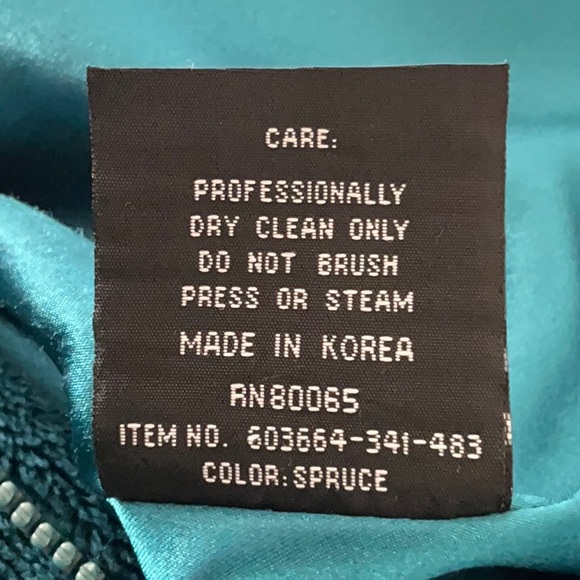 CARE:
PROFESSIONALLY
DRY CLEAN ONLY
DO NOT BRUSH
PRESS OR STEAM
MADE IN KOREA
RN80065
ITEM NO. 603664-341-483
COLOR:SPRUCE